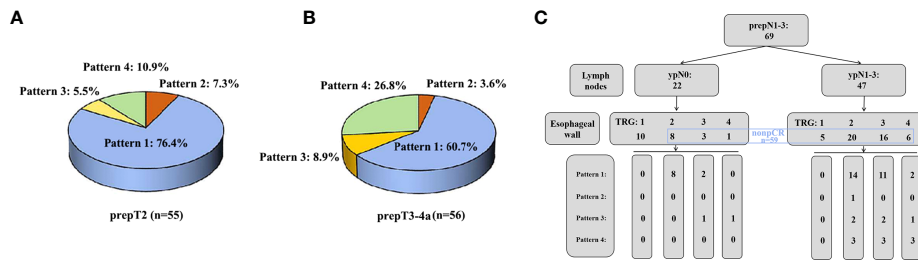 A
Pattern 4: 10.9%
Pattern 2: 7.3%
Pattern 3: 5.5%
Pattern 1: 76.4%
prepT2 (n=55)
B
Pattern 4: 26.8%
Pattern 2: 3.6%
Pattern 1: 60.7%
Pattern 3: 8.9%
prepT3-4a(n=56)
C
prepN1-3:
69
Lymph
nodes
ypN0:
22
ypN1-3:
47
Esophageal
wall
TRG: 1 2 3 4
10 8 3 1
nonpCR
n=59
TRG: 1 2 3 4
5 20 16 6
Pattern 1: 0 8 2 0 0 14 11 2
Pattern 2: 0 0 0 0 0 1 0 0
Pattern 3: 0 0 1 1 0 2 2 1
Pattern 4: 0 0 0 0 0 3 3 3